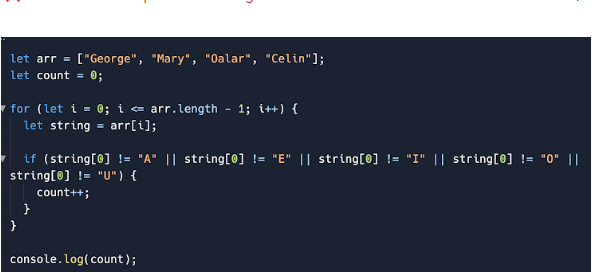 let arr = ["George", "Mary", "Oalar", "Celin"];
let count = 0;
for (let i = 0; i <= arr.length - 1; i++) {
let string = arr[i];
if (string[0] != "A" || string[0] != "E" || string[0] != "I" || string[0] != "O" ||
string[0] != "U") {
count++;
}
}
console.log(count);